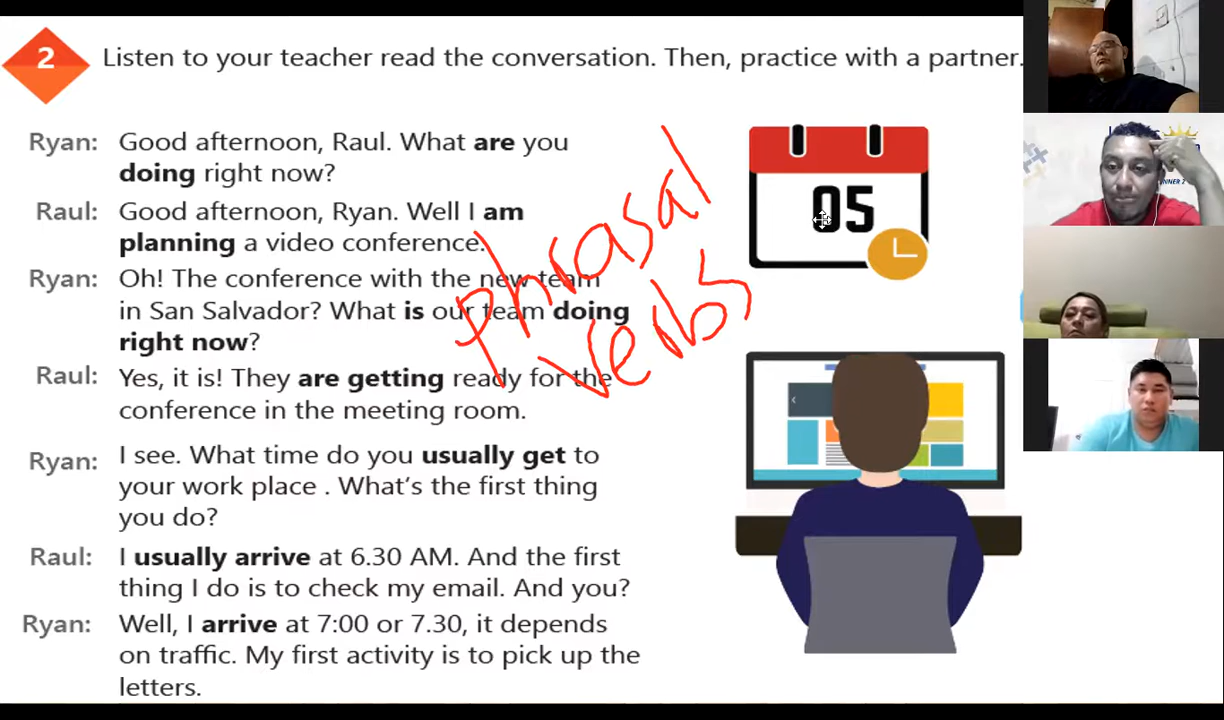 2
Listen to your teacher read the conversation. Then, practice with a partner.
Ryan: Good afternoon, Raul. What are you
doing right now?
Raul: Good afternoon, Ryan. Well I am
planning a video conference.
Ryan: Oh! The conference with the new team
in San Salvador? What is our team doing
right now?
Raul: Yes, it is! They are getting ready for the
conference in the meeting room.
Ryan: I see. What time do you usually get to
your work place . What's the first thing
you do?
Raul: I usually arrive at 6.30 AM. And the first
thing I do is to check my email. And you?
Ryan: Well, I arrive at 7:00 or 7.30, it depends
on traffic. My first activity is to pick up the
letters.
phrasal
verbs
05